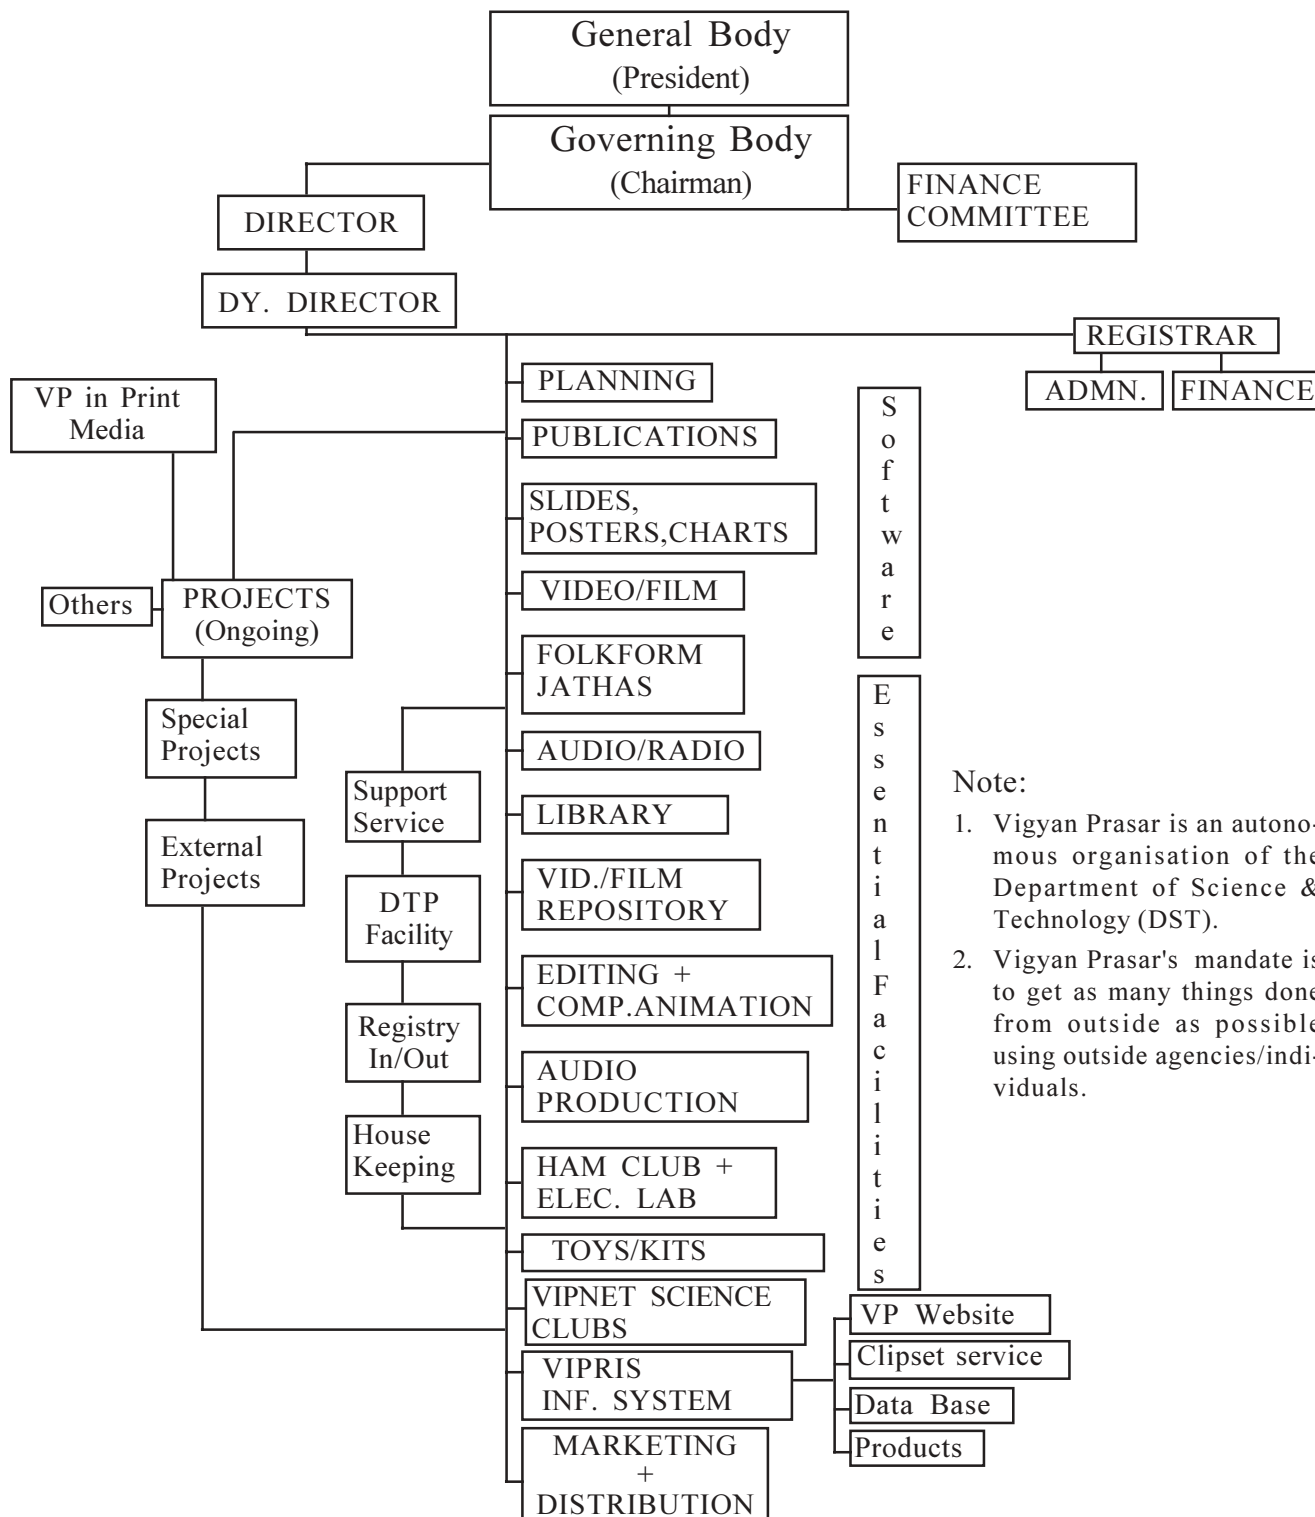 General Body
(President)
Governing Body
(Chairman)
FINANCE
COMMITTEE
DIRECTOR
DY. DIRECTOR
REGISTRAR
ADMN.
FINANCE
PLANNING
VP in Print
Media
PUBLICATIONS
SLIDES,
POSTERS,CHARTS
VIDEO/FILM
Others
PROJECTS
(Ongoing)
FOLKFORM
JATHAS
Software
Special
Projects
AUDIO/RADIO
Support
Service
LIBRARY
External
Projects
VID./FILM
REPOSITORY
DTP
Facility
EDITING +
COMP.ANIMATION
Registry
In/Out
AUDIO
PRODUCTION
House
Keeping
HAM CLUB +
ELEC. LAB
TOYS/KITS
Essential Facilities
Note:
1. Vigyan Prasar is an autono-
mous organisation of the
Department of Science &
Technology (DST).
2. Vigyan Prasar's mandate is
to get as many things done
from outside as possible
using outside agencies/indi-
viduals.
VIPNET SCIENCE
CLUBS
VIPRIS
INF. SYSTEM
VP Website
Clipset service
Data Base
Products
MARKETING
+
DISTRIBUTION